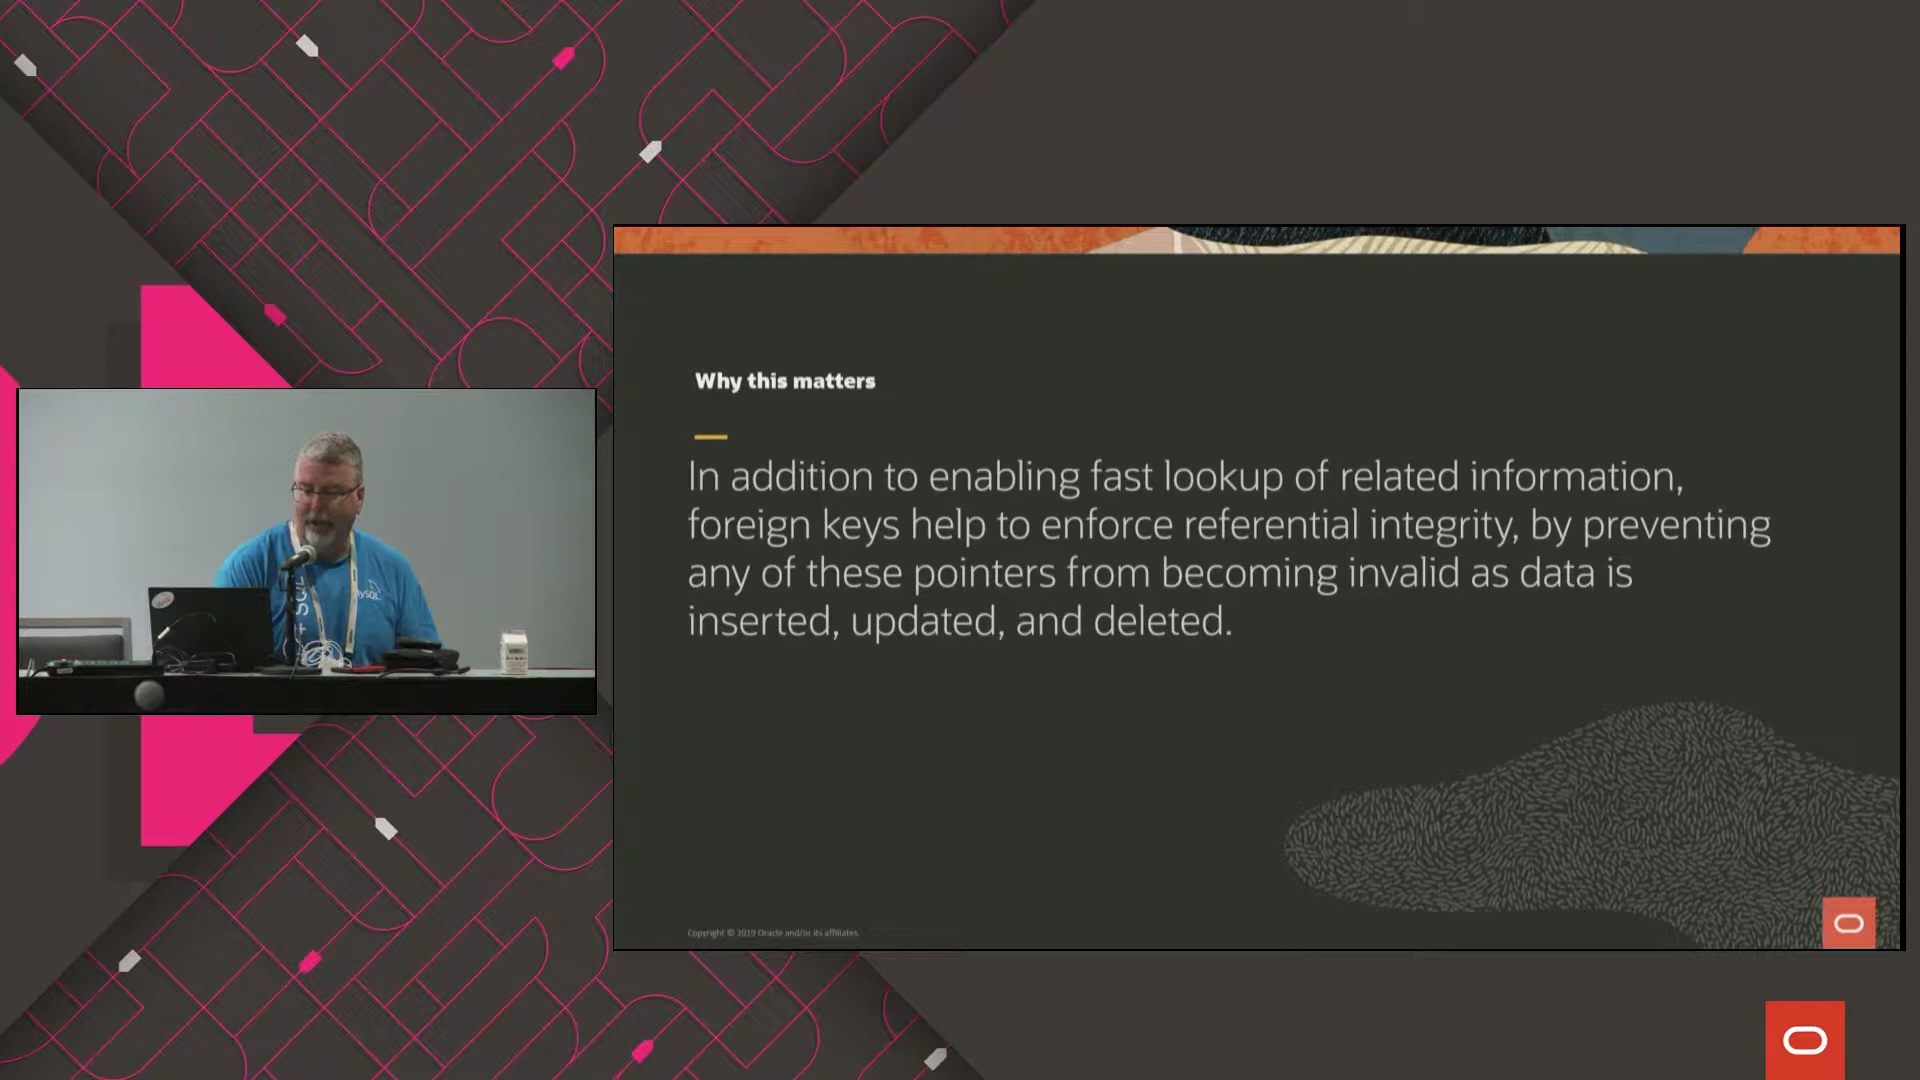 Why this matters
In addition to enabling fast lookup of related information,
foreign keys help to enforce referential integrity, by preventing
any of these pointers from becoming invalid as data is
inserted, updated, and deleted.
Copyright © 2019 Oracle and/or its affiliates.